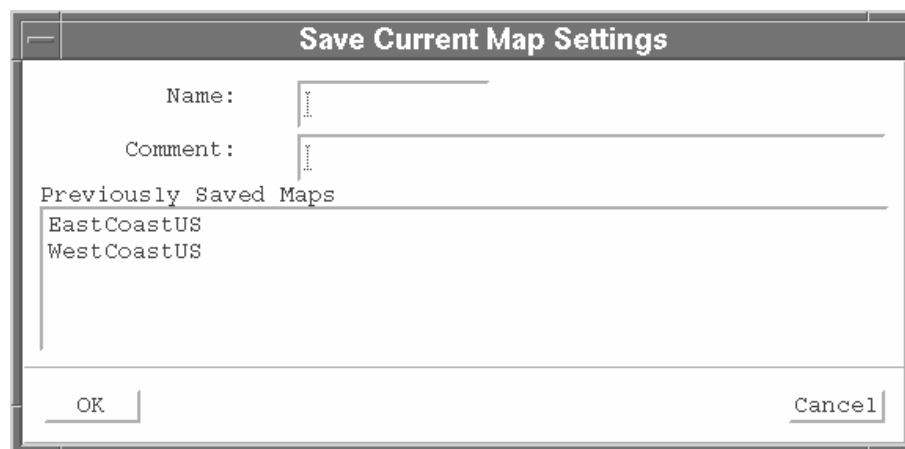 Save Current Map Settings
Name:
Comment:
Previously Saved Maps
EastCoastUS
WestCoastUS
OK
Cancel